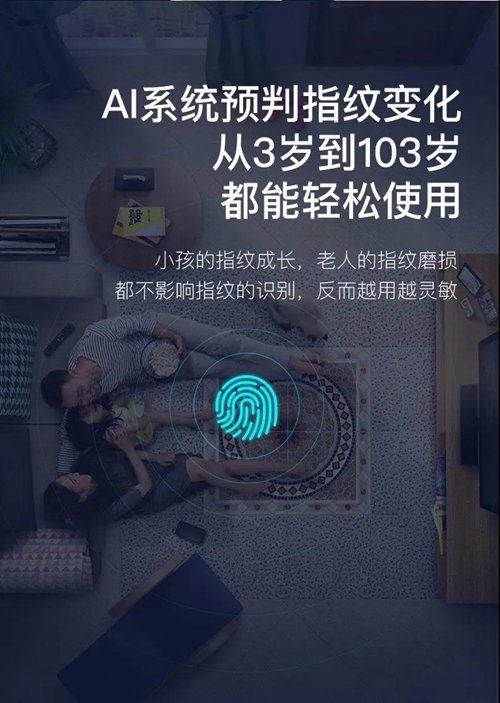 AI系统预判指纹变化
从3岁到103岁
都能轻松使用
小孩的指纹成长，老人的指纹磨损
都不影响指纹的识别，反而越用越灵敏